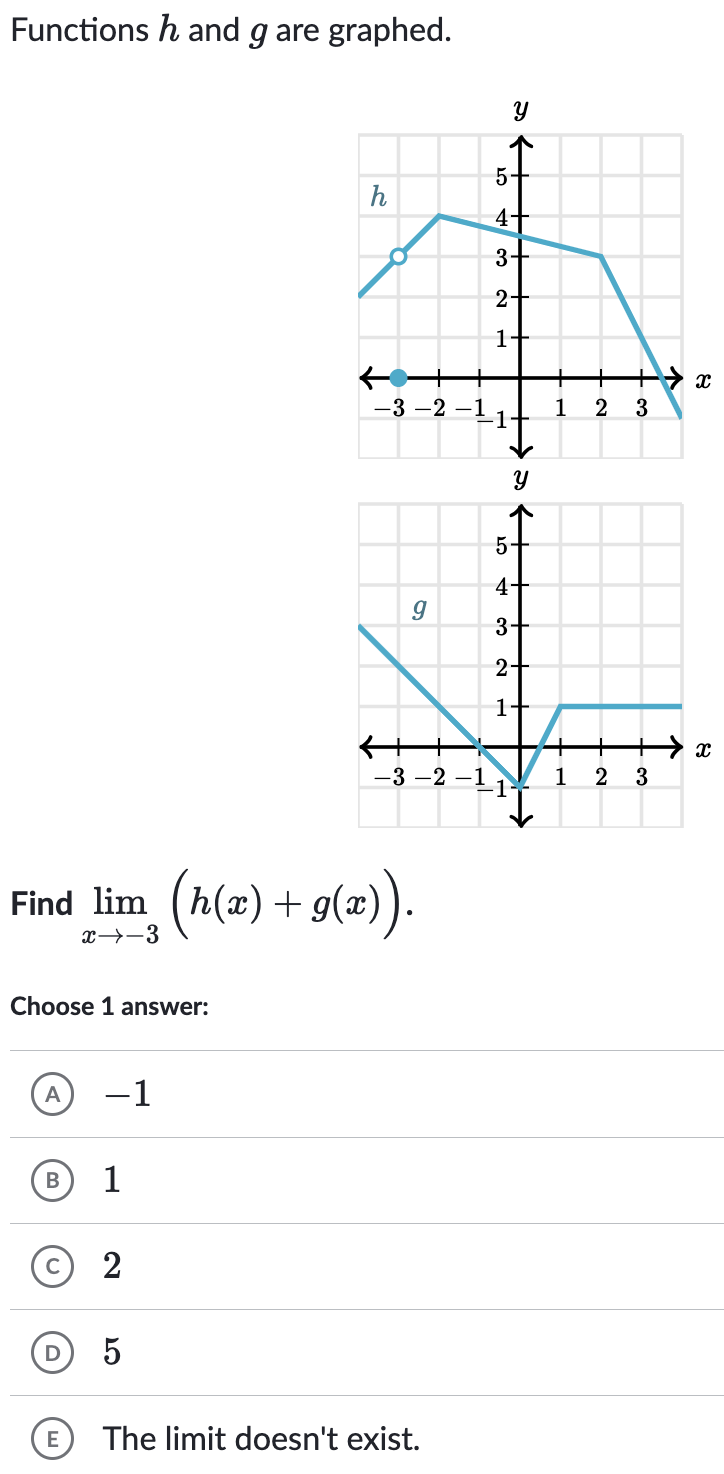 Functions h and g are graphed.
y
5
h
4
3
2
1
x
−3 −2 −1 1 2 3
−1
y
5
4
g
3
2
1
x
−3 −2 −1 1 2 3
−1
Find lim (h(x) + g(x)).
x→−3
Choose 1 answer:
A −1
B 1
C 2
D 5
E The limit doesn't exist.